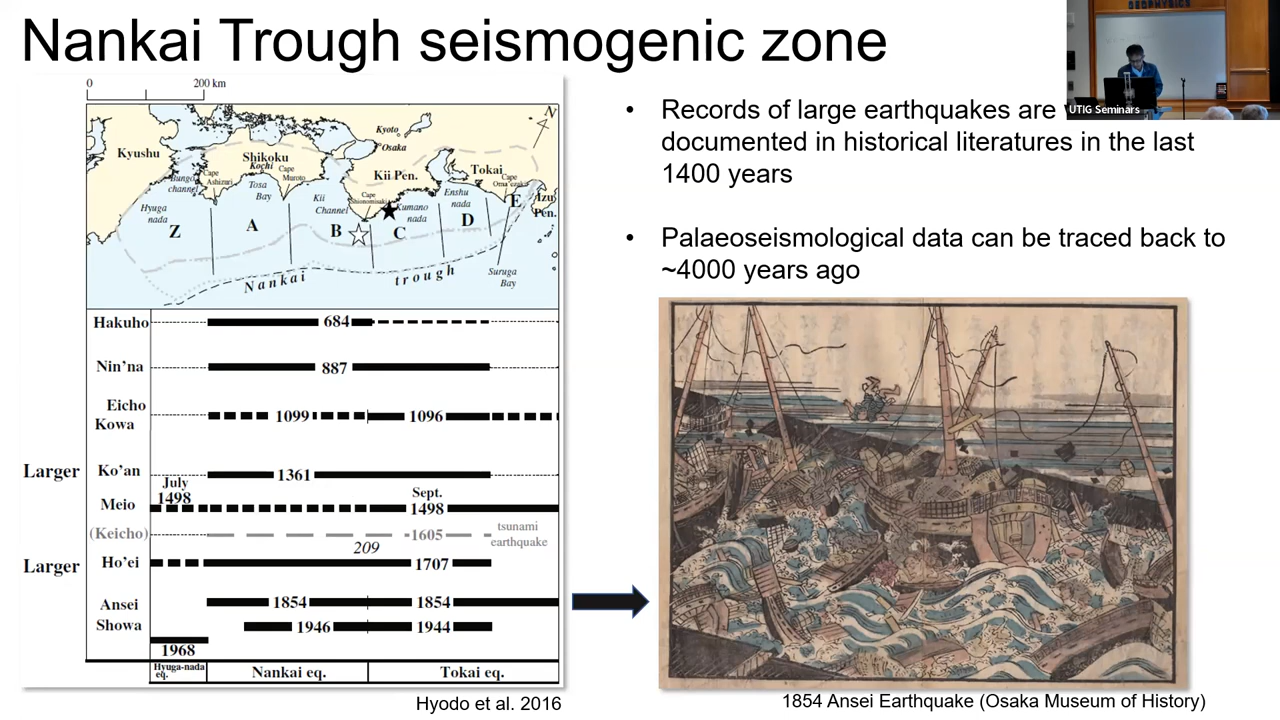 Nankai Trough seismogenic zone
GEOPHYSICS
UTIG Seminars
0 200 km
N
Kyoto
Osaka
Kyushu
Shikoku
Kochi
Kii Pen.
Tokai
Bungo
channel
Cape
Ashizuri
Tosa
Bay
Cape
Muroto
Kii
Channel
Cape
Shionomisaki
Kumano
nada
Enshu
nada
Cape
Izu
Pen.
Hyuga
nada
Z A B C D E
Nankai trough
Suruga
Bay
Hakuho 684
Nin'na 887
Eicho
Kowa 1099 1096
Larger Ko'an 1361
July
1498
Meio
Sept.
1498
(Keicho) 1605 tsunami
earthquake
209
Larger Ho'ei 1707
Ansei 1854 1854
Showa 1946 1944
1968
Hyuga-nada
eq.
Nankai eq. Tokai eq.
Hyodo et al. 2016
• Records of large earthquakes are
documented in historical literatures in the last
1400 years
• Palaeoseismological data can be traced back to
~4000 years ago
1854 Ansei Earthquake (Osaka Museum of History)